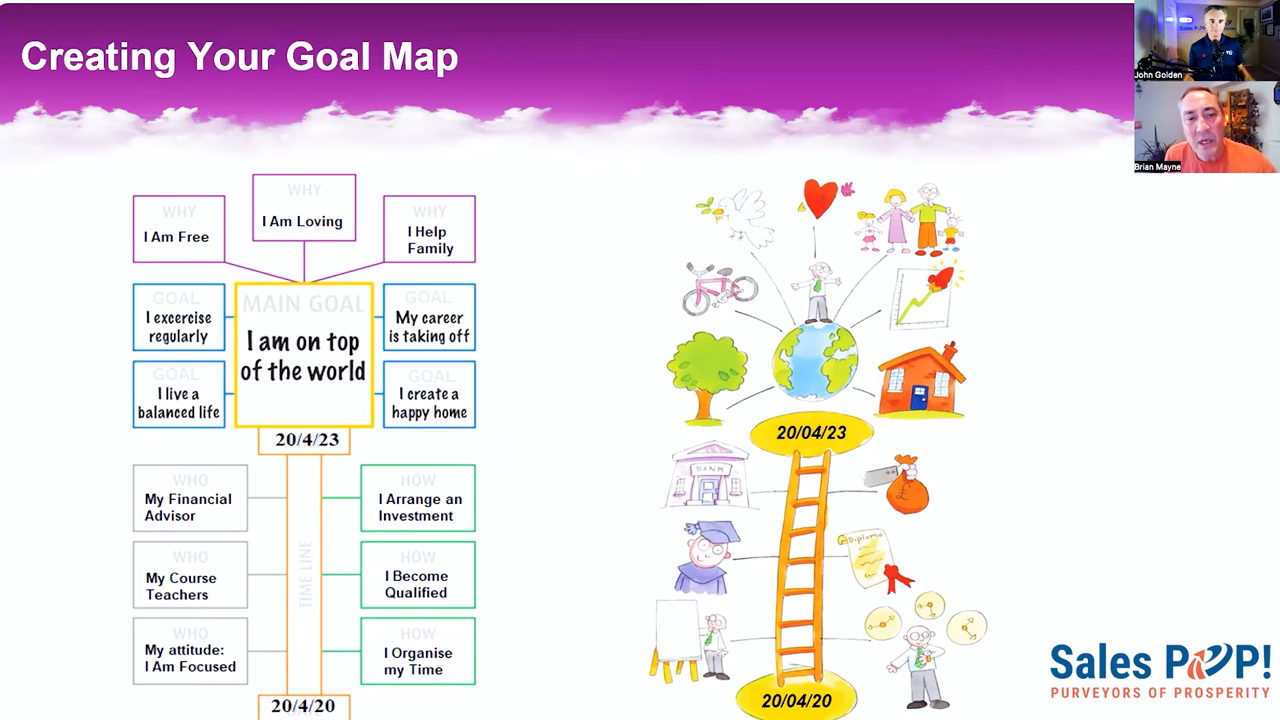 Creating Your Goal Map
Sales POP!
John Golden
Brian Mayne
WHY
I Am Free
WHY
I Am Loving
WHY
I Help
Family
GOAL
I excercise
regularly
MAIN GOAL
I am on top
of the world
GOAL
My career
is taking off
GOAL
I live a
balanced life
GOAL
I create a
happy home
20/4/23
WHO
My Financial
Advisor
HOW
I Arrange an
Investment
WHO
My Course
Teachers
TIME LINE
HOW
I Become
Qualified
WHO
My attitude:
I Am Focused
HOW
I Organise
my Time
20/4/20
20/04/23
BANK
£
Diploma
20/04/20
Sales POP!
PURVEYORS OF PROSPERITY